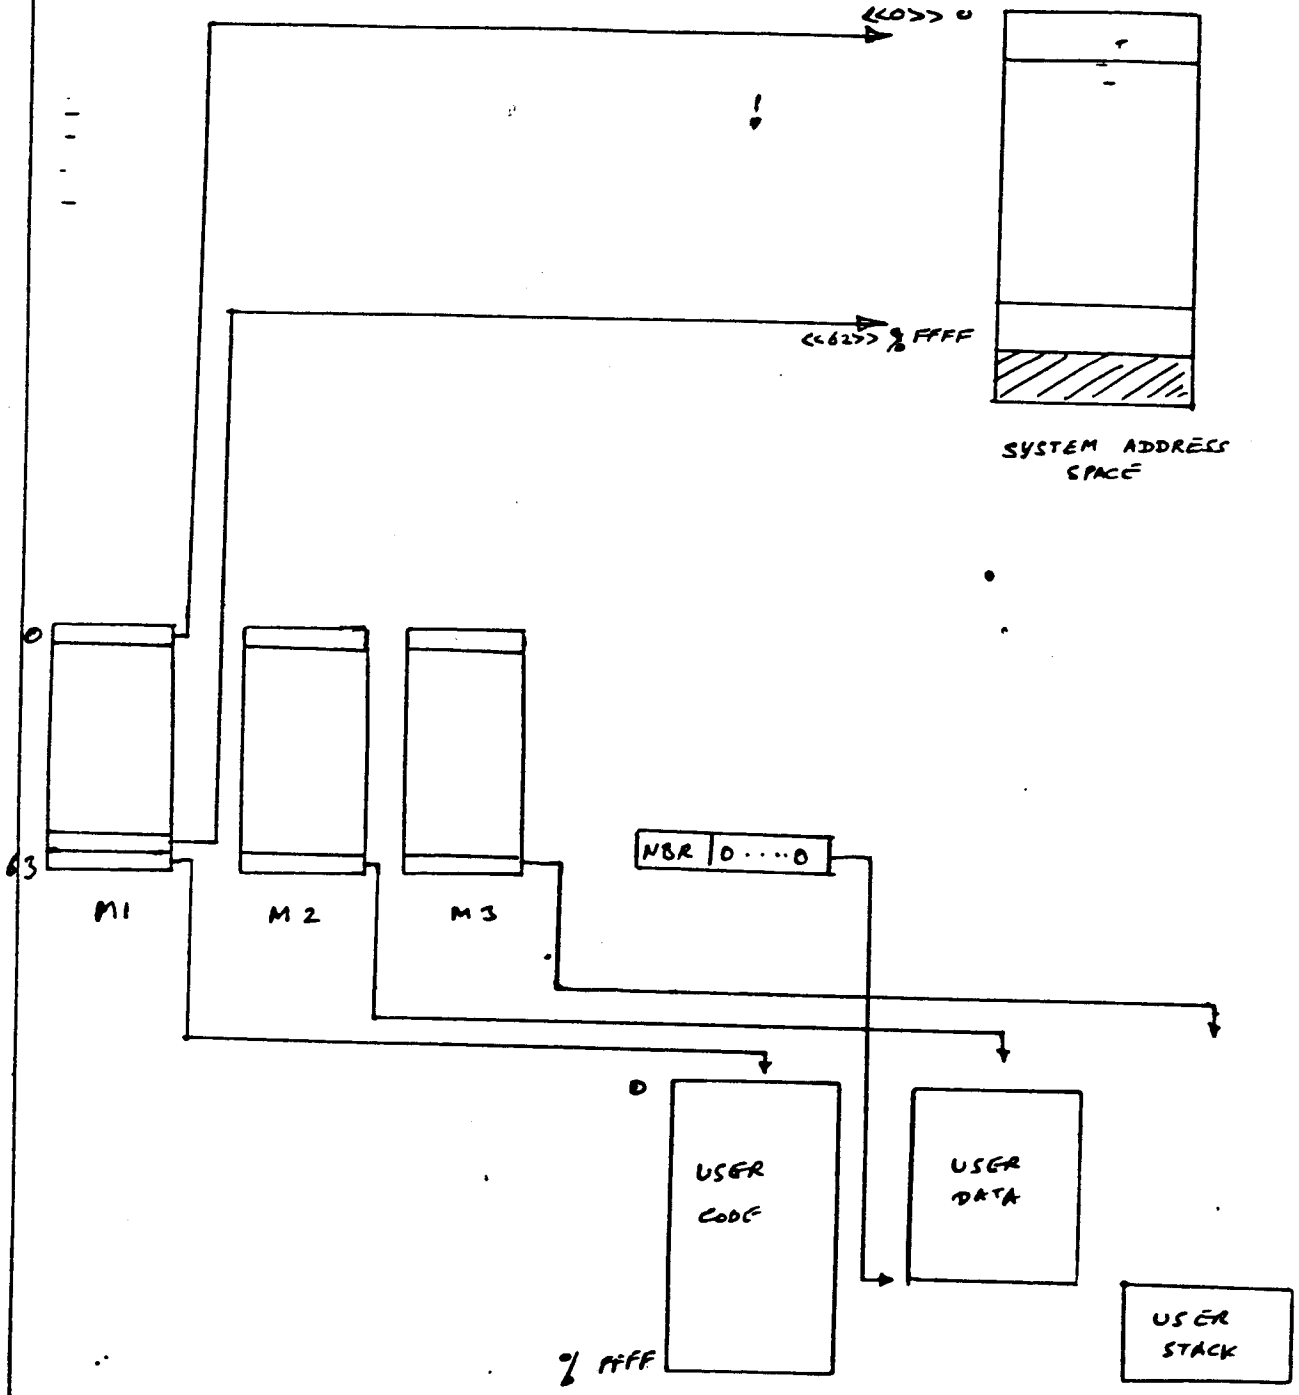 <<0>> 0
<<62>> % FFFF
SYSTEM ADDRESS
SPACE
0
63
M1
M2
M3
NBR 0....0
0
USER
CODE
% FFFF
USER
DATA
USER
STACK